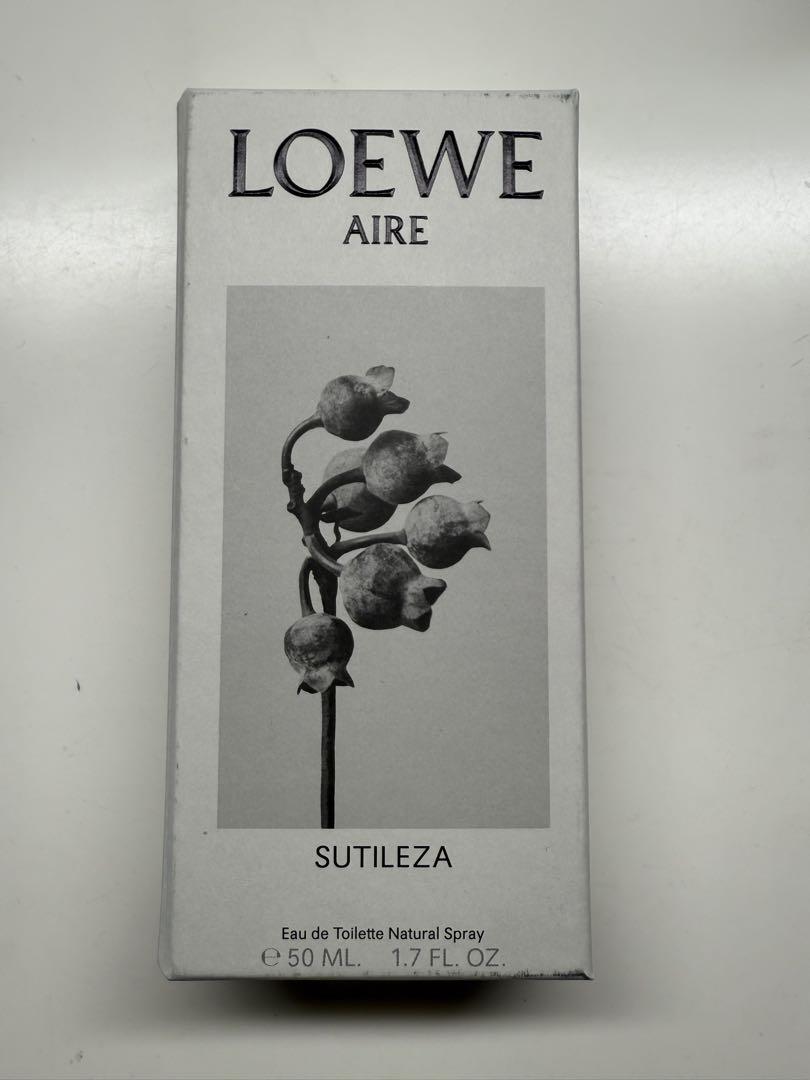 LOEWE
AIRE
SUTILEZA
Eau de Toilette Natural Spray
℮ 50 ML. 1.7 FL. OZ.